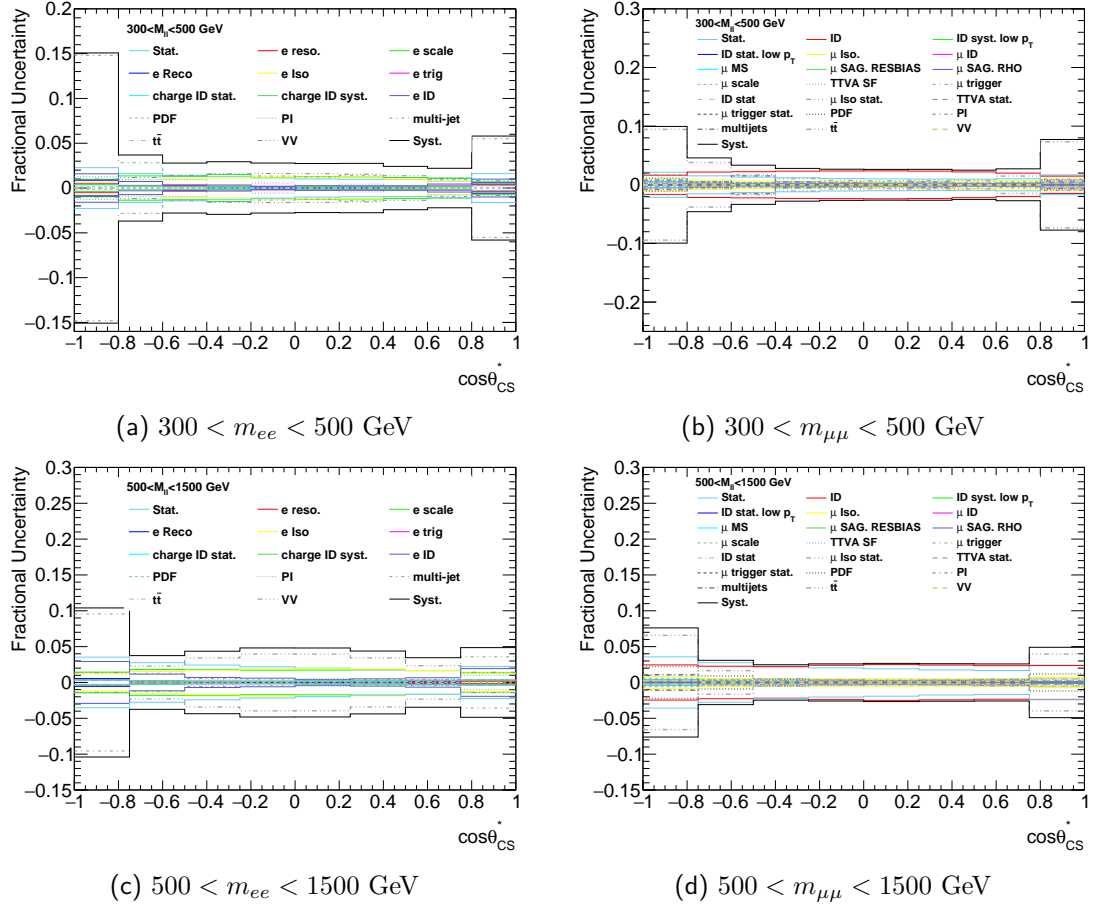 Fractional Uncertainty
0.2
0.15
0.1
0.05
0
−0.05
−0.1
−0.15
300<M_ll<500 GeV
Stat. e reso. e scale
e Reco e Iso e trig
charge ID stat. charge ID syst. e ID
PDF PI multi-jet
tt̄ VV Syst.
−1 −0.8 −0.6 −0.4 −0.2 0 0.2 0.4 0.6 0.8 1
cosθ*_CS
(a) 300 < m_ee < 500 GeV
Fractional Uncertainty
0.3
0.2
0.1
0
−0.1
−0.2
300<M_ll<500 GeV
Stat. ID ID syst. low p_T
ID stat. low p_T μ Iso. μ ID
μ MS μ SAG. RESBIAS μ SAG. RHO
μ scale TTVA SF μ trigger
ID stat μ Iso stat. TTVA stat.
μ trigger stat. PDF PI
multijets tt̄ VV
Syst.
−1 −0.8 −0.6 −0.4 −0.2 0 0.2 0.4 0.6 0.8 1
cosθ*_CS
(b) 300 < m_μμ < 500 GeV
Fractional Uncertainty
0.3
0.25
0.2
0.15
0.1
0.05
0
−0.05
−0.1
−0.15
500<M_ll<1500 GeV
Stat. e reso. e scale
e Reco e Iso e trig
charge ID stat. charge ID syst. e ID
PDF PI multi-jet
tt̄ VV Syst.
−1 −0.8 −0.6 −0.4 −0.2 0 0.2 0.4 0.6 0.8 1
cosθ*_CS
(c) 500 < m_ee < 1500 GeV
Fractional Uncertainty
0.3
0.25
0.2
0.15
0.1
0.05
0
−0.05
−0.1
−0.15
500<M_ll<1500 GeV
Stat. ID ID syst. low p_T
ID stat. low p_T μ Iso. μ ID
μ MS μ SAG. RESBIAS μ SAG. RHO
μ scale TTVA SF μ trigger
ID stat μ Iso stat. TTVA stat.
μ trigger stat. PDF PI
multijets tt̄ VV
Syst.
−1 −0.8 −0.6 −0.4 −0.2 0 0.2 0.4 0.6 0.8 1
cosθ*_CS
(d) 500 < m_μμ < 1500 GeV